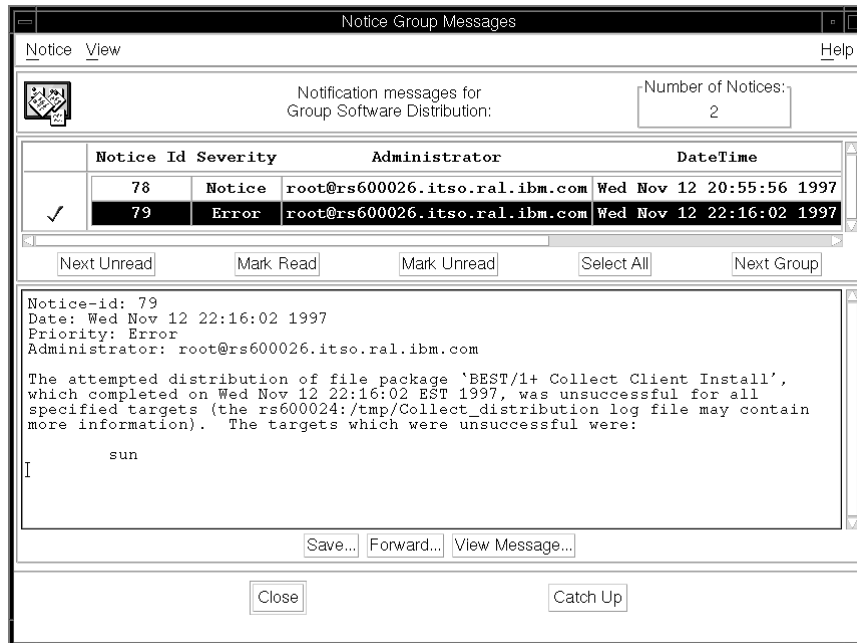 Notice Group Messages
Notice View Help
Notification messages for
Group Software Distribution:
Number of Notices:
2
Notice Id Severity Administrator DateTime
78 Notice root@rs600026.itso.ral.ibm.com Wed Nov 12 20:55:56 1997
79 Error root@rs600026.itso.ral.ibm.com Wed Nov 12 22:16:02 1997
Next Unread Mark Read Mark Unread Select All Next Group
Notice-id: 79
Date: Wed Nov 12 22:16:02 1997
Priority: Error
Administrator: root@rs600026.itso.ral.ibm.com
The attempted distribution of file package `BEST/1+ Collect Client Install',
which completed on Wed Nov 12 22:16:02 EST 1997, was unsuccessful for all
specified targets (the rs600024:/tmp/Collect_distribution log file may contain
more information).  The targets which were unsuccessful were:
sun
Save... Forward... View Message...
Close Catch Up